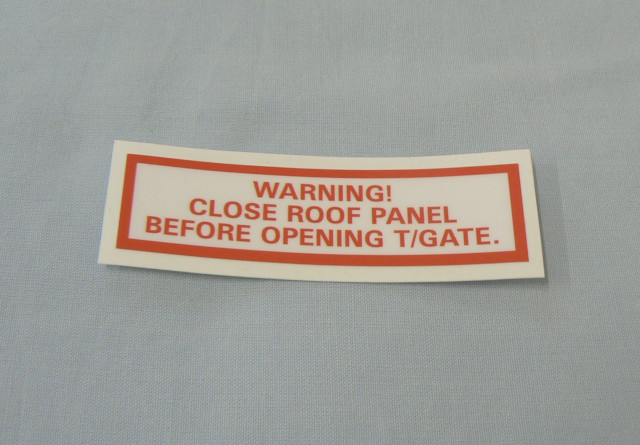 WARNING!
CLOSE ROOF PANEL
BEFORE OPENING T/GATE.